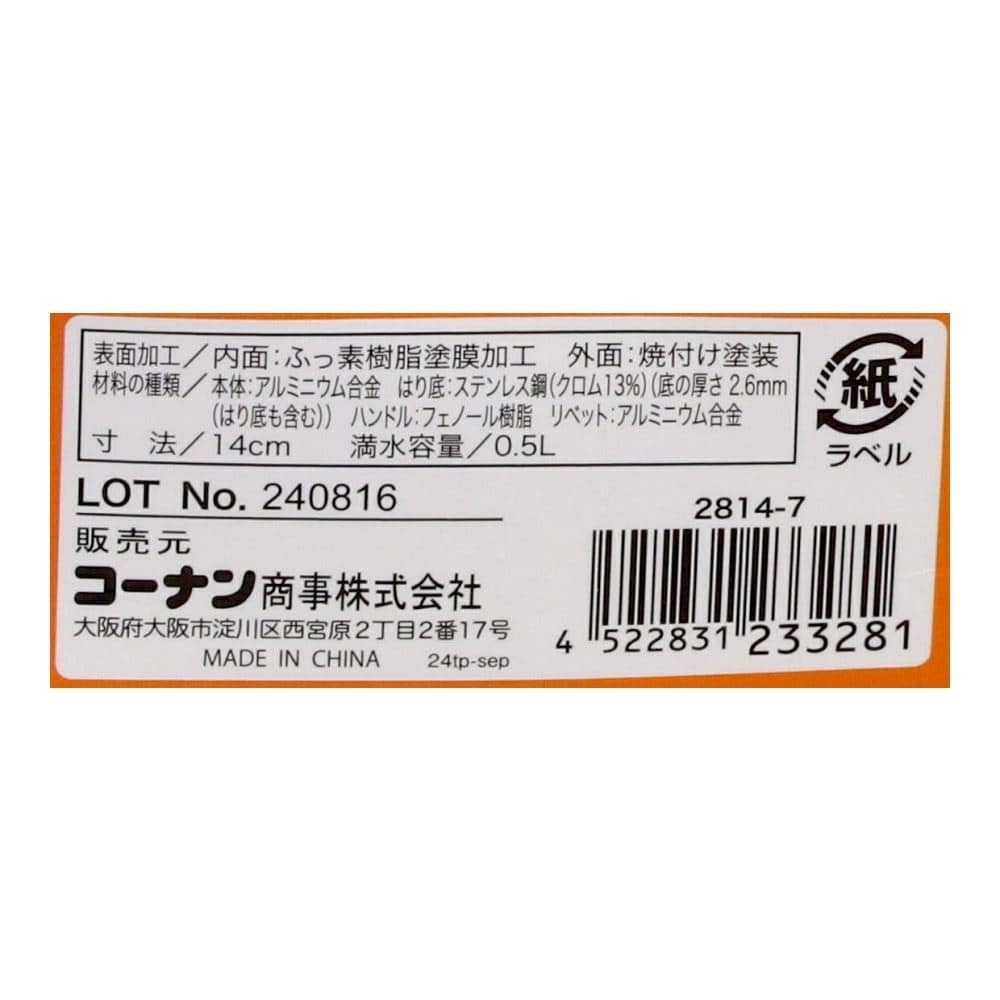 表面加工/内面:ふっ素樹脂塗膜加工 外面:焼付け塗装
材料の種類/本体:アルミニウム合金 はり底:ステンレス鋼(クロム13%)(底の厚さ2.6mm
(はり底も含む)) ハンドル:フェノール樹脂 リベット:アルミニウム合金
寸 法/14cm 満水容量/0.5L
紙
ラベル
LOT No. 240816
販売元
コーナン商事株式会社
大阪府大阪市淀川区西宮原2丁目2番17号
MADE IN CHINA 24tp-sep
2814-7
4 522831 233281